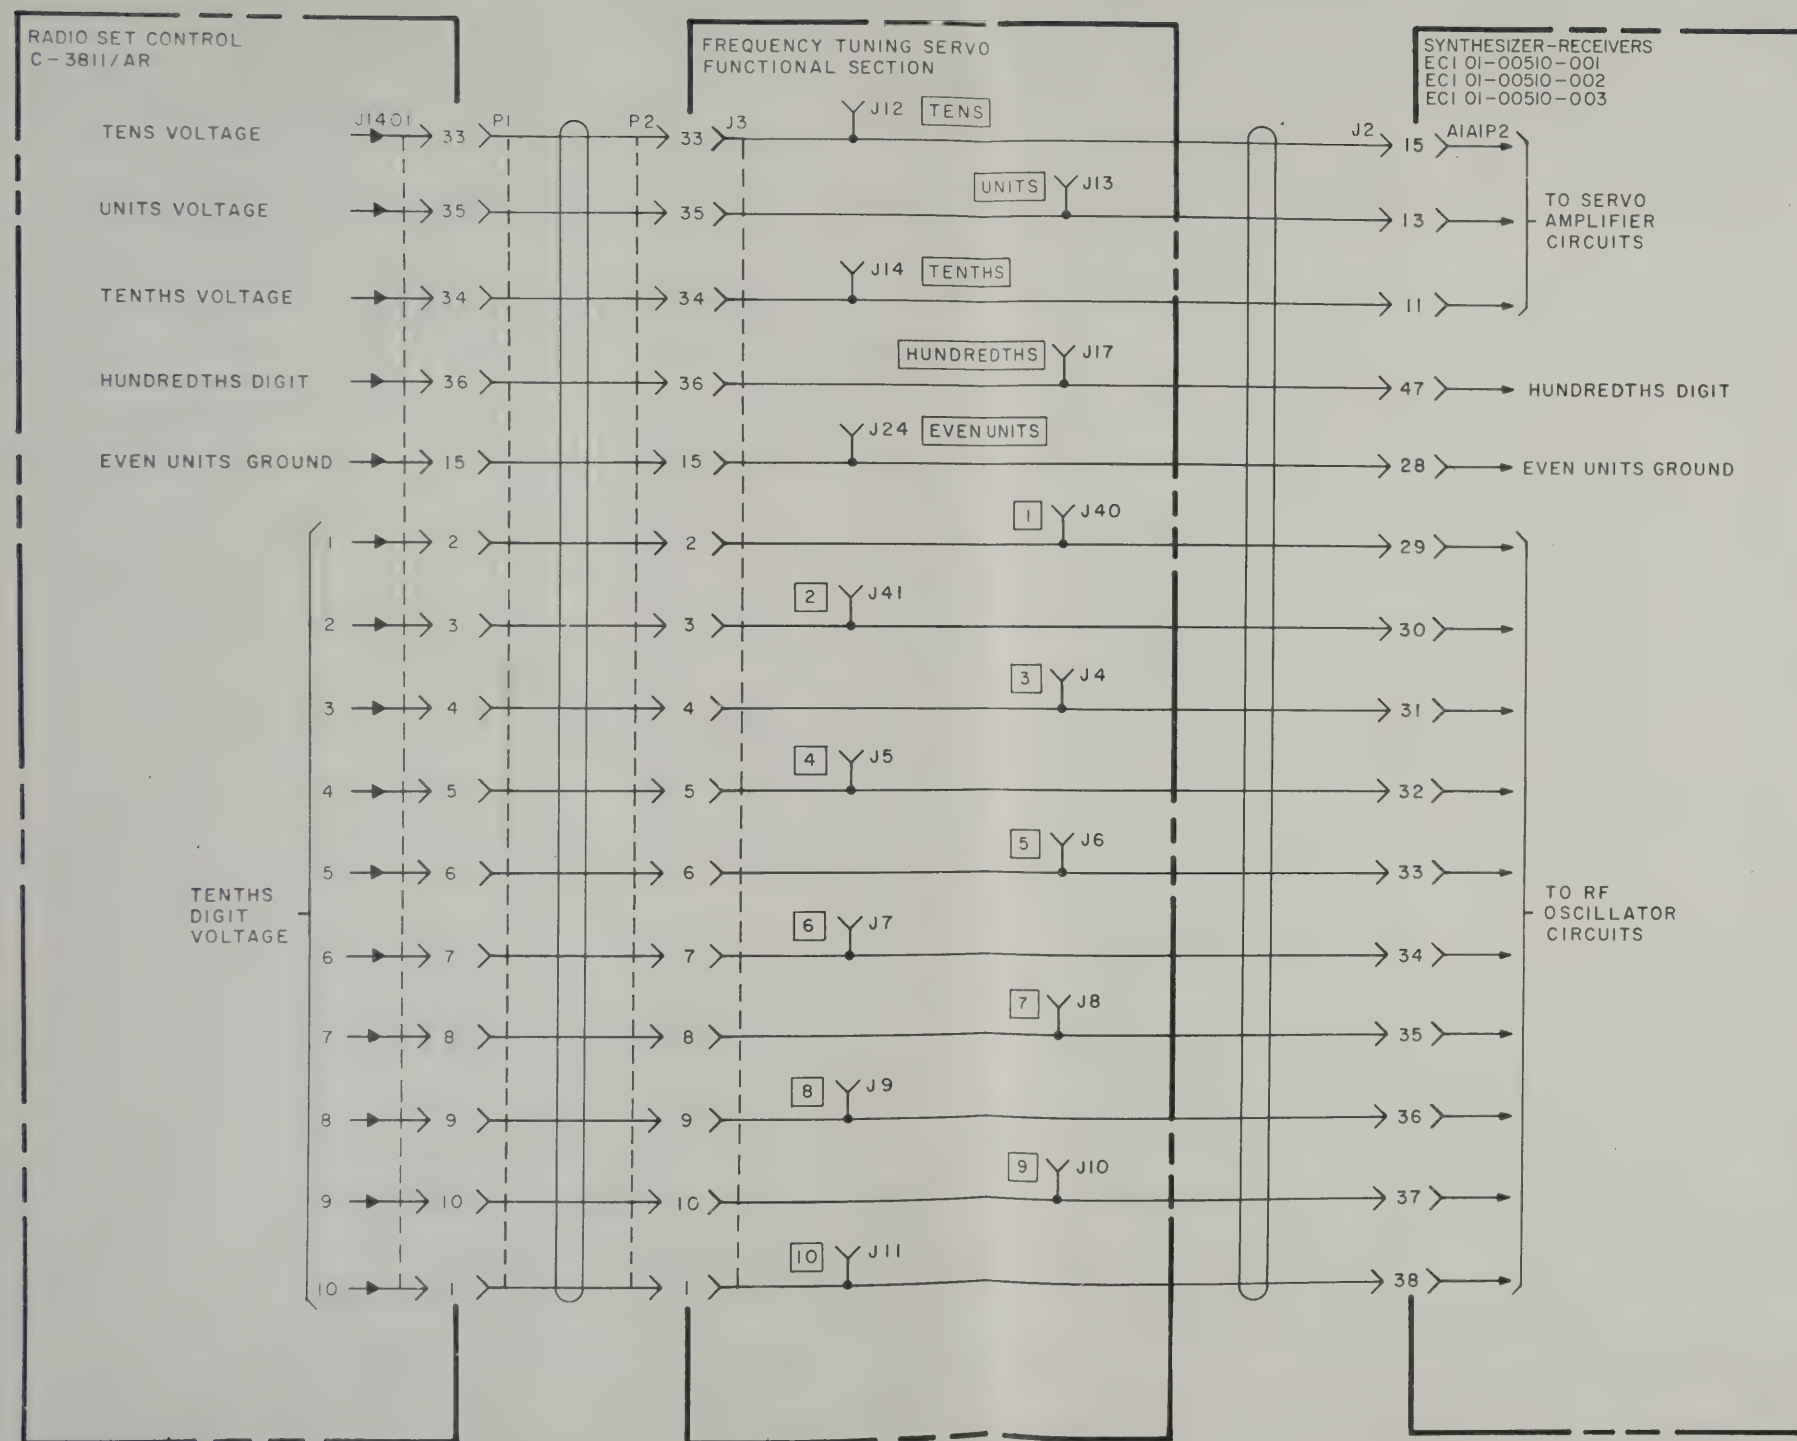 RADIO SET CONTROL
C-3811/AR
FREQUENCY TUNING SERVO
FUNCTIONAL SECTION
SYNTHESIZER-RECEIVERS
ECI 01-00510-001
ECI 01-00510-002
ECI 01-00510-003
TENS VOLTAGE J1401 33 P1 P2 33 J3 J12 TENS J2 15 A1A1P2
UNITS VOLTAGE 35 35 UNITS J13 13
TO SERVO
AMPLIFIER
CIRCUITS
TENTHS VOLTAGE 34 34 J14 TENTHS 11
HUNDREDTHS DIGIT 36 36 HUNDREDTHS J17 47 HUNDREDTHS DIGIT
EVEN UNITS GROUND 15 15 J24 EVEN UNITS 28 EVEN UNITS GROUND
1 2 2 1 J40 29
2 3 3 2 J41 30
3 4 4 3 J4 31
4 5 5 4 J5 32
5 6 6 5 J6 33
TENTHS
DIGIT
VOLTAGE
TO RF
OSCILLATOR
CIRCUITS
6 7 7 6 J7 34
7 8 8 7 J8 35
8 9 9 8 J9 36
9 10 10 9 J10 37
10 1 1 10 J11 38